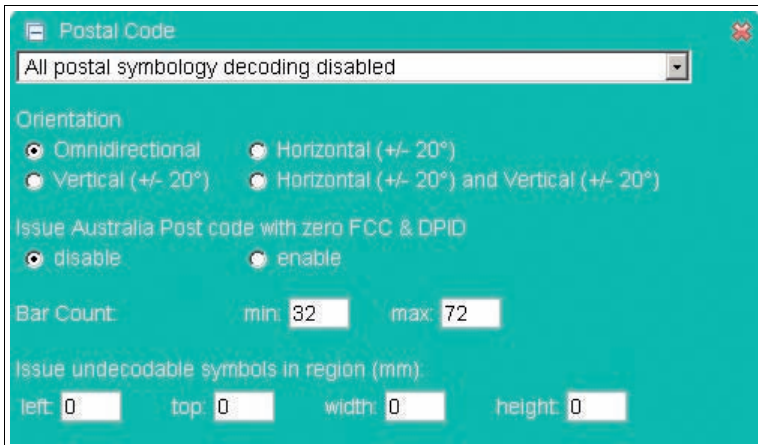 Postal Code
All postal symbology decoding disabled
Orientation
Omnidirectional Horizontal (+/- 20°)
Vertical (+/- 20°) Horizontal (+/- 20°) and Vertical (+/- 20°)
Issue Australia Post code with zero FCC & DPID
disable enable
Bar Count: min: 32 max: 72
Issue undecodable symbols in region (mm):
left: 0 top: 0 width: 0 height: 0